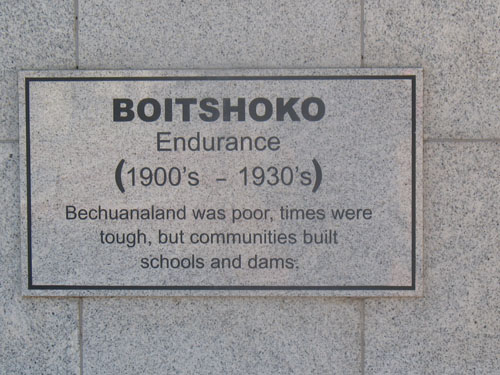 BOITSHOKO
Endurance
(1900's - 1930's)
Bechuanaland was poor, times were
tough, but communities built
schools and dams.